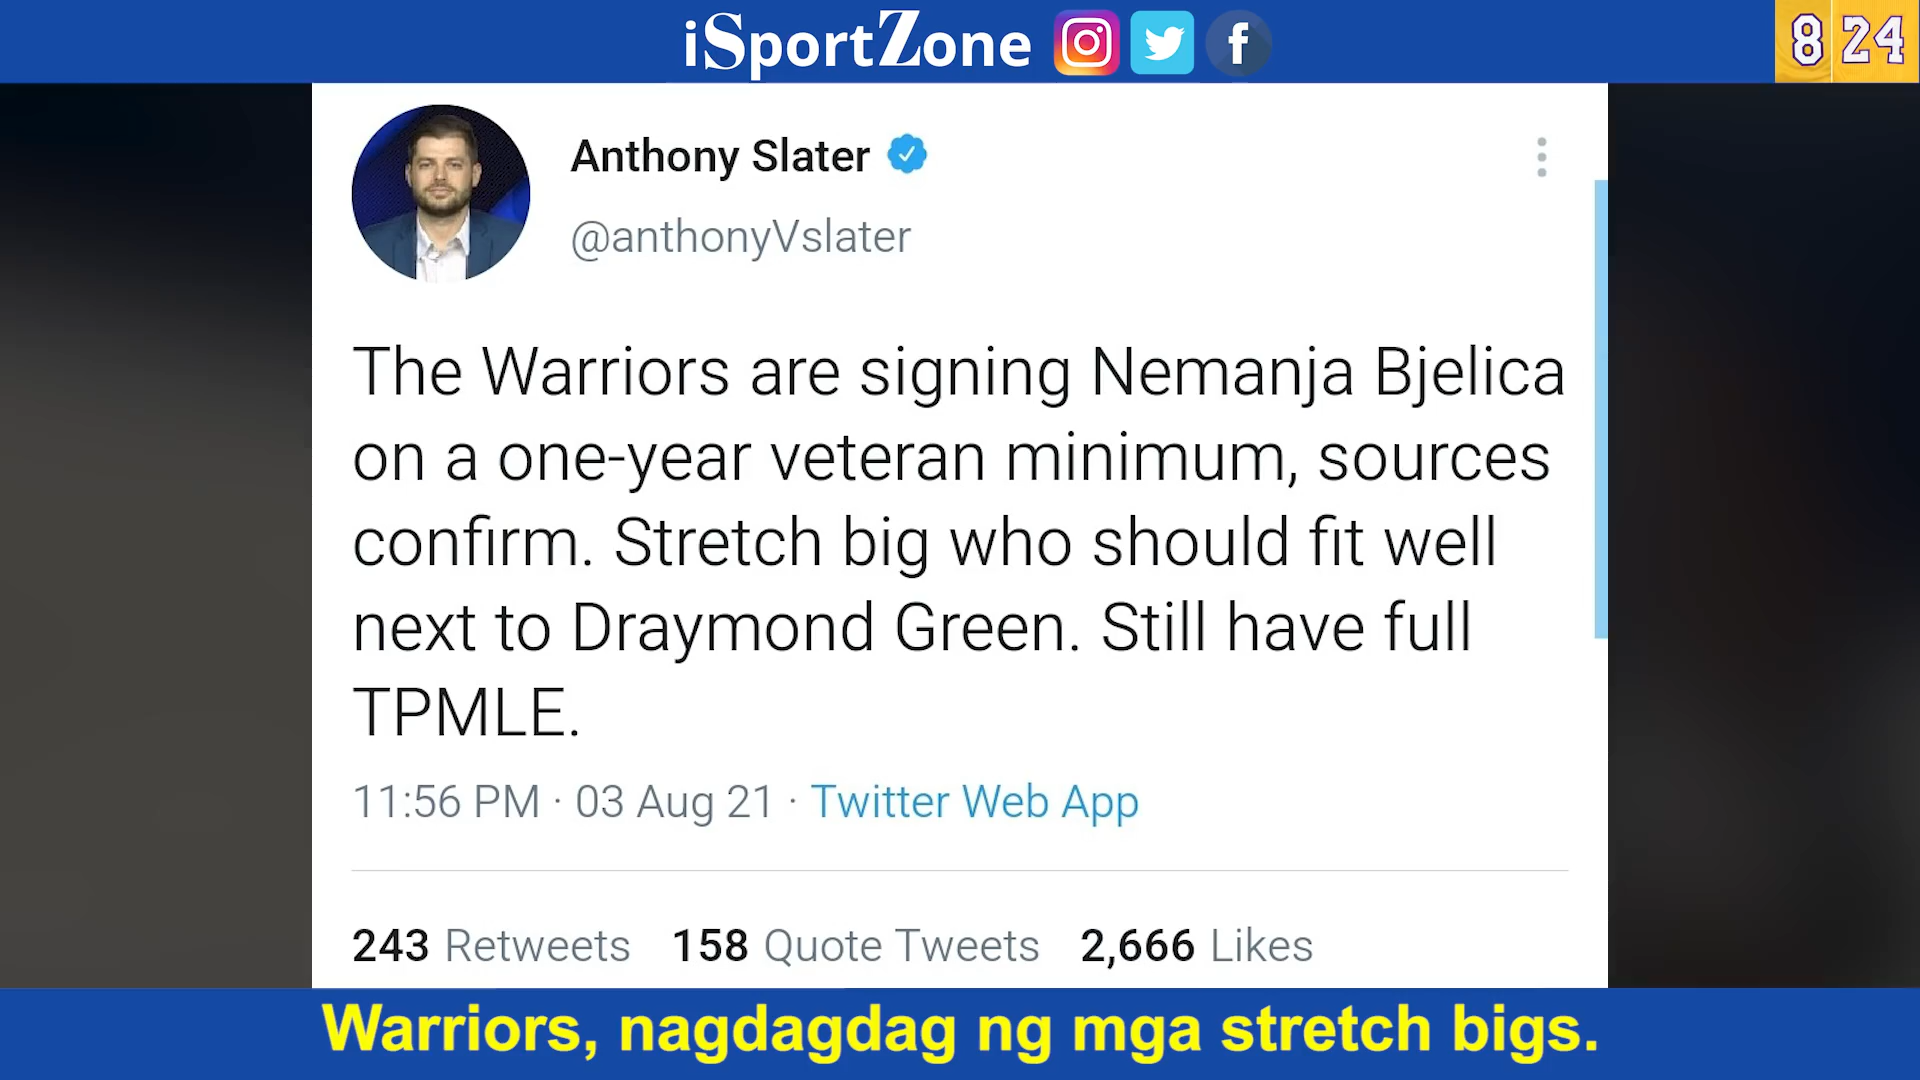 iSportZone
8 24
Anthony Slater
@anthonyVslater
The Warriors are signing Nemanja Bjelica
on a one-year veteran minimum, sources
confirm. Stretch big who should fit well
next to Draymond Green. Still have full
TPMLE.
11:56 PM · 03 Aug 21 · Twitter Web App
243 Retweets 158 Quote Tweets 2,666 Likes
Warriors, nagdagdag ng mga stretch bigs.